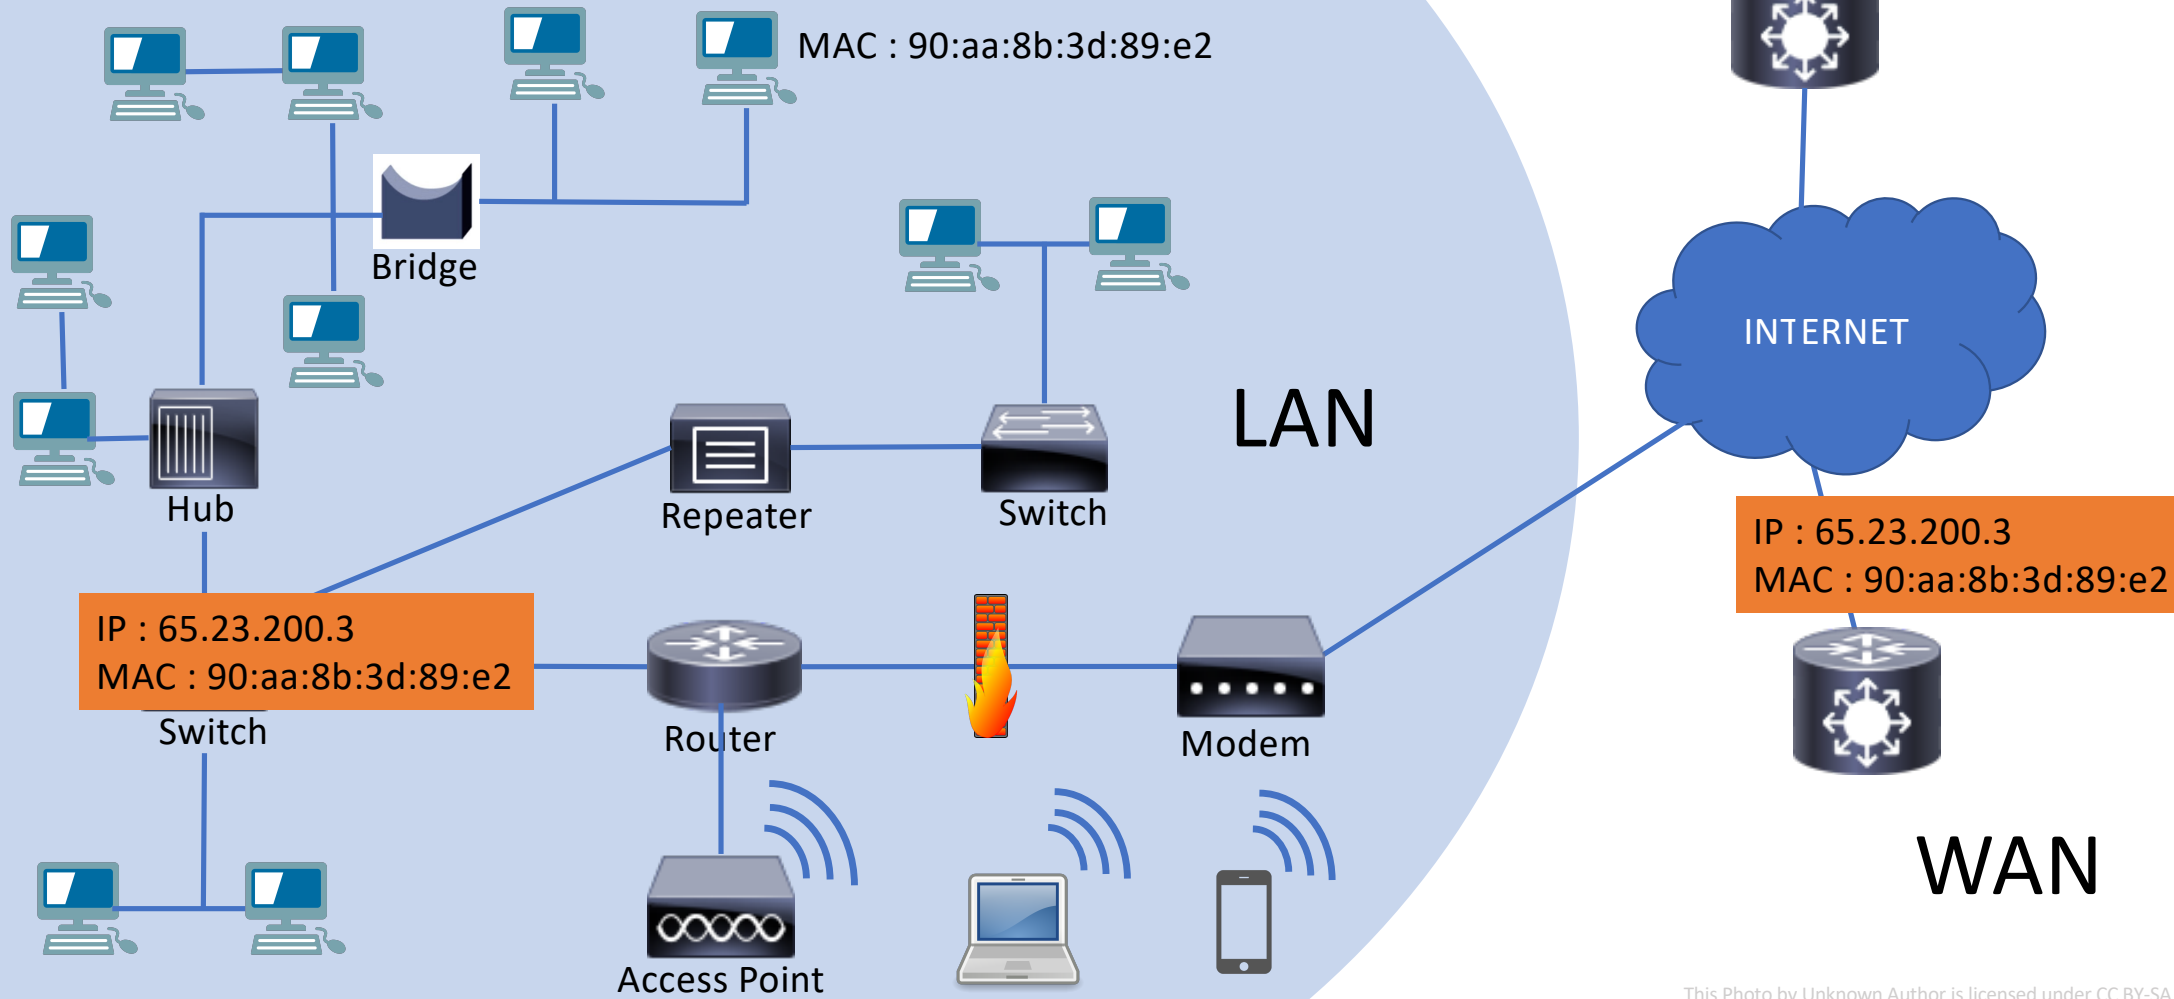 MAC : 90:aa:8b:3d:89:e2
Bridge
INTERNET
LAN
Hub
Repeater
Switch
IP : 65.23.200.3
MAC : 90:aa:8b:3d:89:e2
IP : 65.23.200.3
MAC : 90:aa:8b:3d:89:e2
Switch
Router
Modem
WAN
Access Point
This Photo by Unknown Author is licensed under CC BY-SA